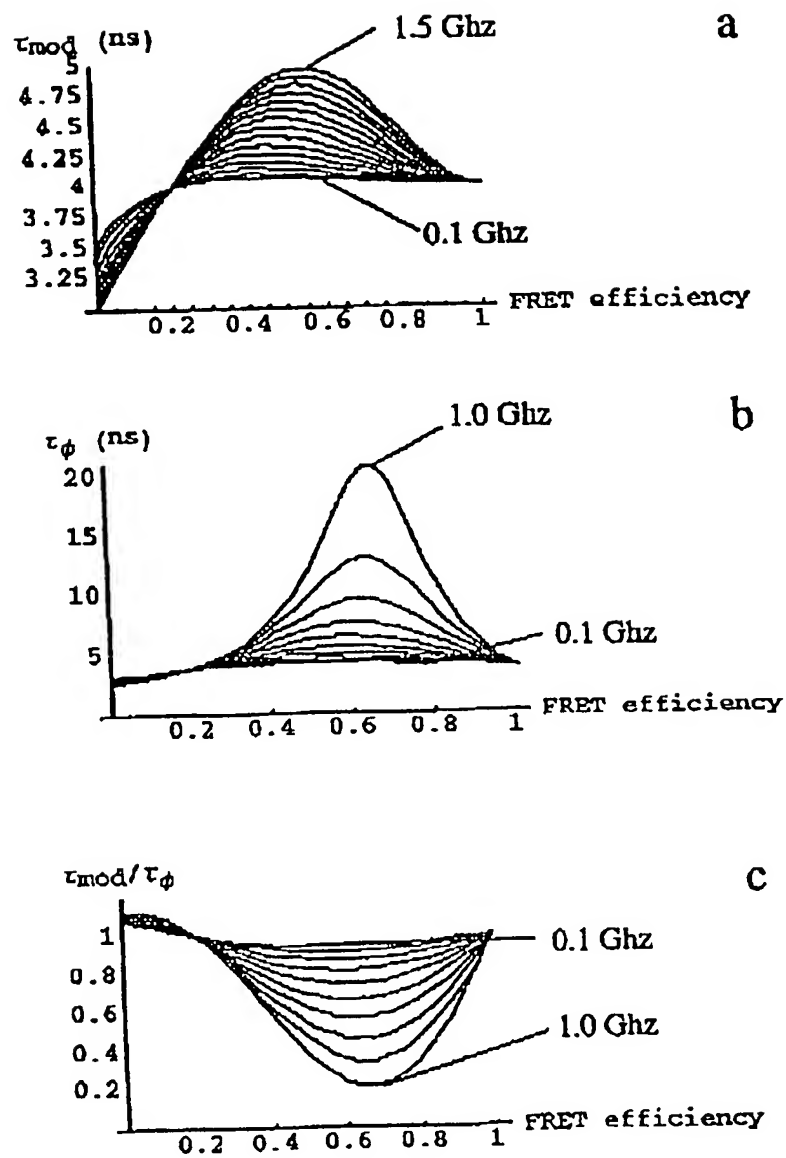 a
τmod (ns)
1.5 Ghz
5
4.75
4.5
4.25
4
3.75
3.5
3.25
0.1 Ghz
0.2 0.4 0.6 0.8 1 FRET efficiency
b
τϕ (ns)
1.0 Ghz
20
15
10
5
0.1 Ghz
0.2 0.4 0.6 0.8 1 FRET efficiency
c
τmod/τϕ
1
0.8
0.6
0.4
0.2
0.1 Ghz
1.0 Ghz
0.2 0.4 0.6 0.8 1 FRET efficiency